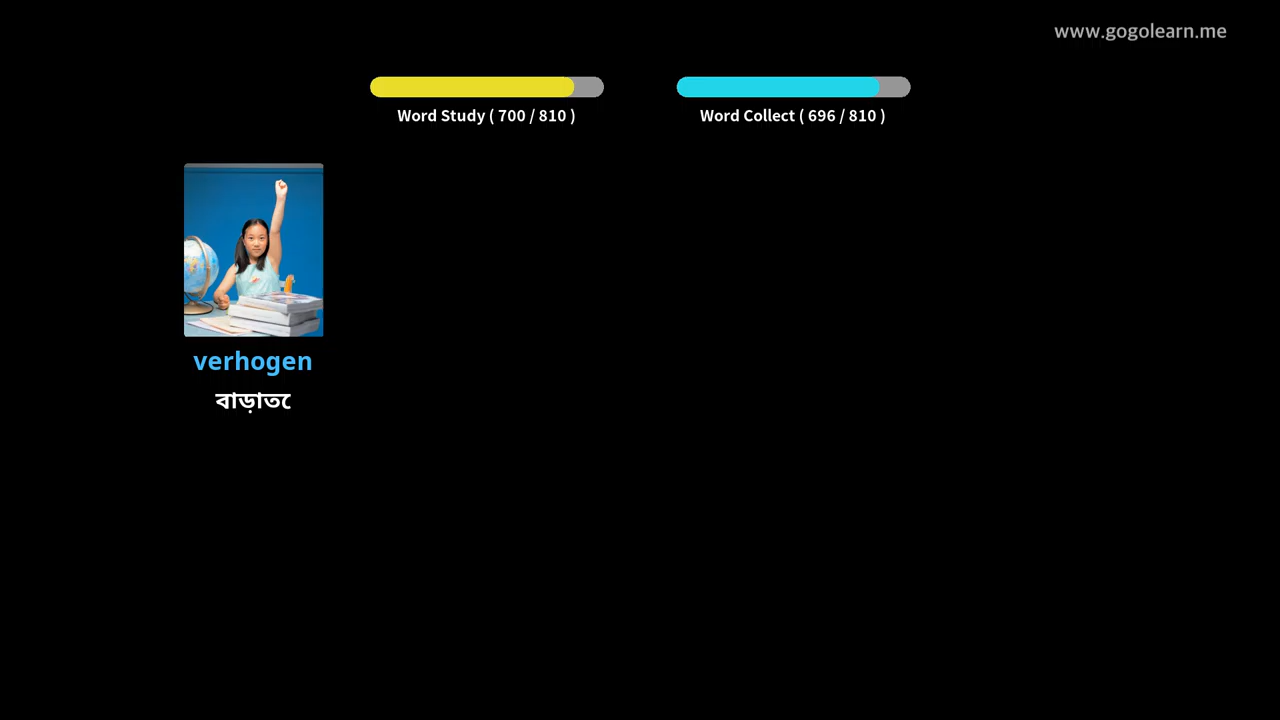 www.gogolearn.me
Word Study ( 700 / 810 )
Word Collect ( 696 / 810 )
verhogen
বাড়াতে